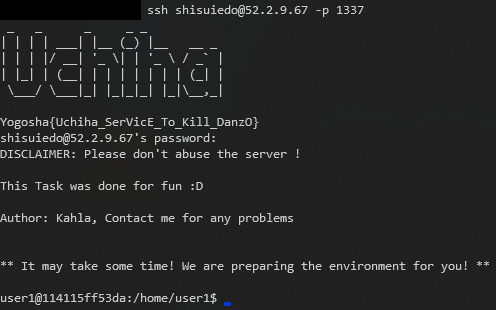 ssh shisuiedo@52.2.9.67 -p 1337
Uchiha
Yogosha{Uchiha_SerVicE_To_Kill_DanzO}
shisuiedo@52.2.9.67's password:
DISCLAIMER: Please don't abuse the server !
This Task was done for fun :D
Author: Kahla, Contact me for any problems
** It may take some time! We are preparing the environment for you! **
user1@114115ff53da:/home/user1$